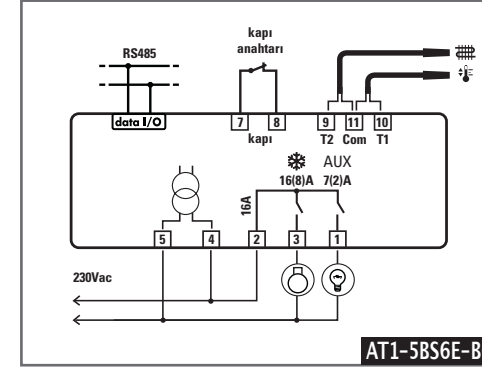 kapı
anahtarı
RS485
data I/O
7 8
9 11 10
kapı
T2 Com T1
AUX
16(8)A 7(2)A
16A
5 4 2 3 1
230Vac
AT1-5BS6E-B